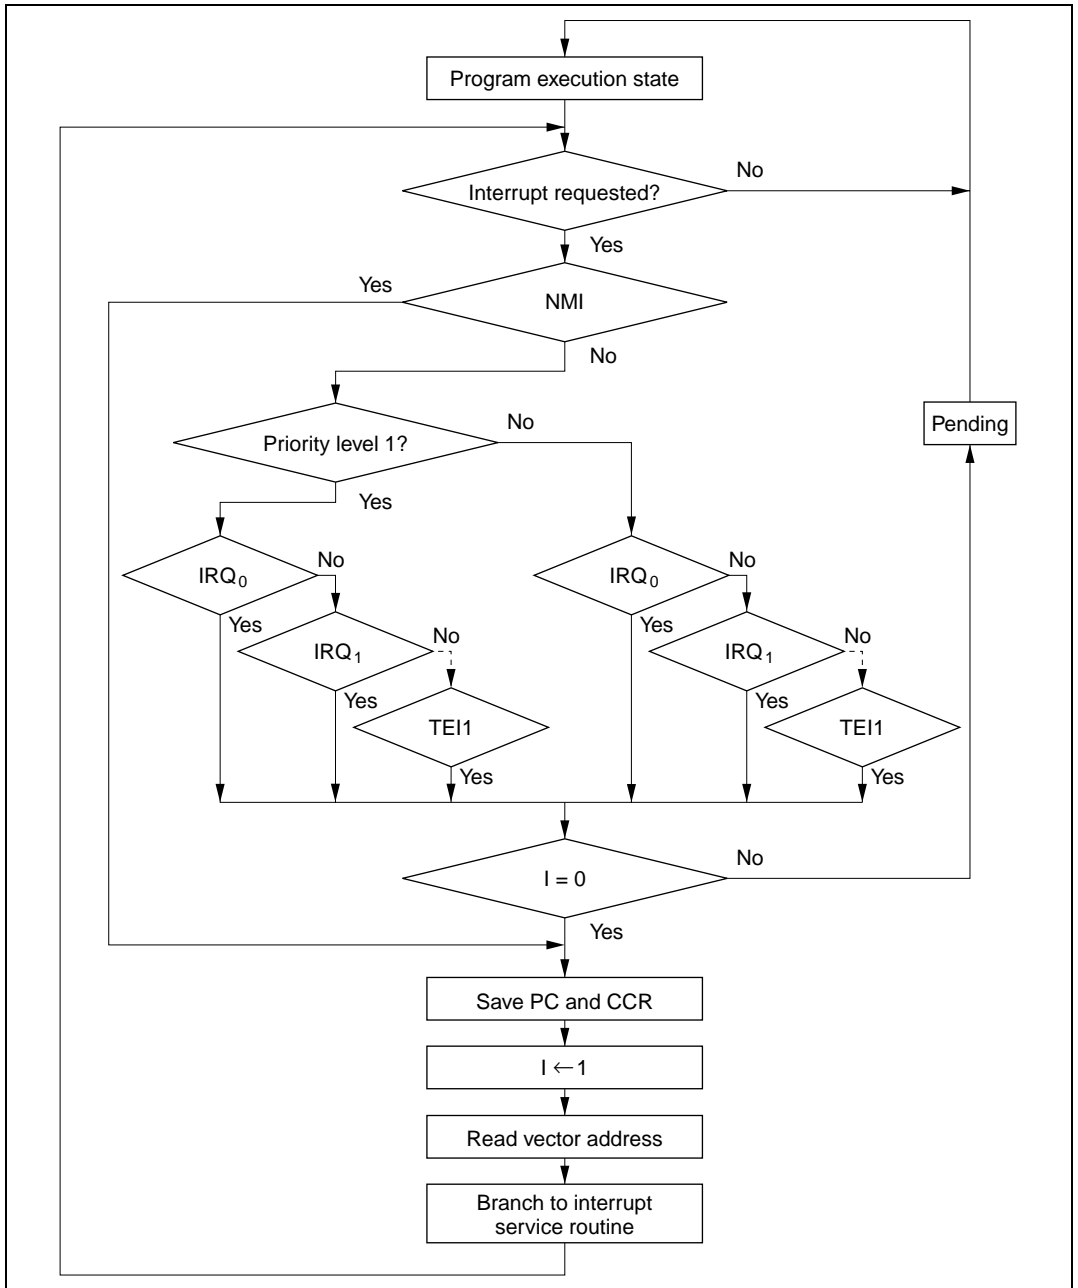 Program execution state
Interrupt requested?
No
Yes
NMI
Yes
No
Priority level 1?
No
Yes
Pending
IRQ0
No
Yes
IRQ1
No
Yes
TEI1
Yes
IRQ0
No
Yes
IRQ1
No
Yes
TEI1
Yes
I = 0
No
Yes
Save PC and CCR
I ← 1
Read vector address
Branch to interrupt
service routine